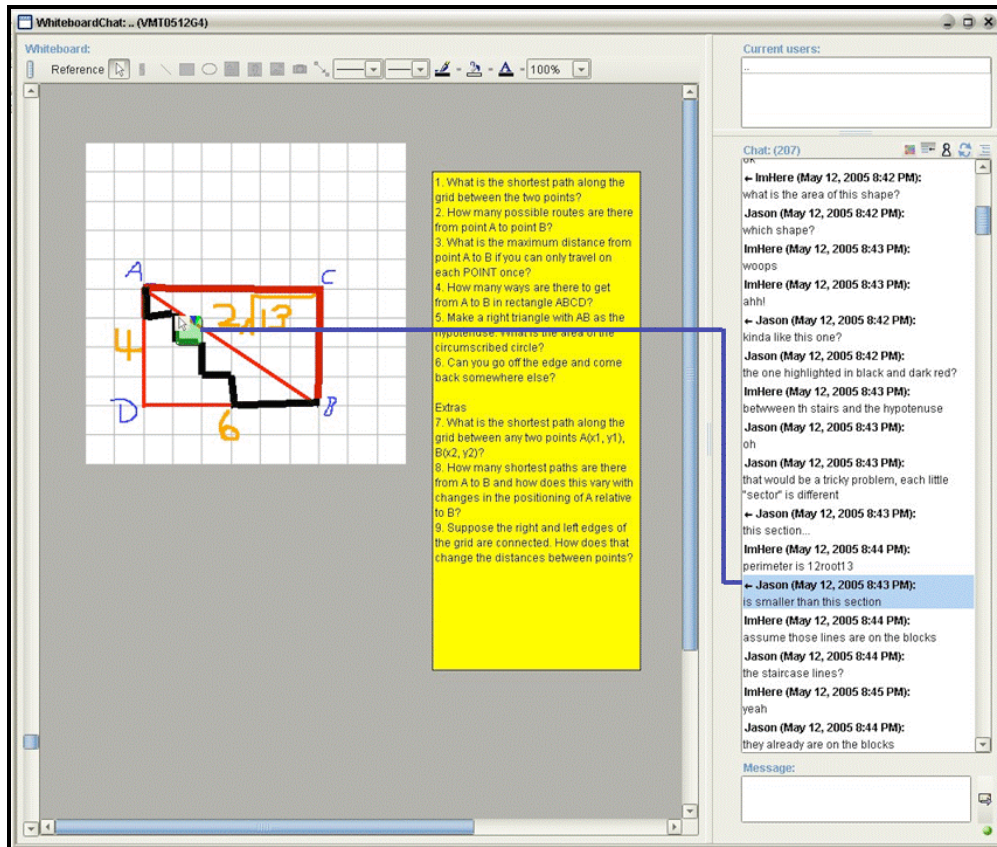 WhiteboardChat: .. (VMT0512G4)
Whiteboard:
Reference
100%
A
C
2√13
4
D
B
6
1. What is the shortest path along the
grid between the two points?
2. How many possible routes are there
from point A to point B?
3. What is the maximum distance from
point A to B if you can only travel on
each POINT once?
4. How many ways are there to get
from A to B in rectangle ABCD?
5. Make a right triangle with AB as the
hypotenuse. What is the area of the
circumscribed circle?
6. Can you go off the edge and come
back somewhere else?
Extras
7. What is the shortest path along the
grid between any two points A(x1, y1),
B(x2, y2)?
8. How many shortest paths are there
from A to B and how does this vary with
changes in the positioning of A relative
to B?
9. Suppose the right and left edges of
the grid are connected. How does that
change the distances between points?
Current users:
..
Chat: (207)
ok
← ImHere (May 12, 2005 8:42 PM):
what is the area of this shape?
Jason (May 12, 2005 8:42 PM):
which shape?
ImHere (May 12, 2005 8:43 PM):
woops
ImHere (May 12, 2005 8:43 PM):
ahh!
← Jason (May 12, 2005 8:42 PM):
kinda like this one?
Jason (May 12, 2005 8:42 PM):
the one highlighted in black and dark red?
ImHere (May 12, 2005 8:43 PM):
betwween th stairs and the hypotenuse
Jason (May 12, 2005 8:43 PM):
oh
Jason (May 12, 2005 8:43 PM):
that would be a tricky problem, each little
"sector" is different
← Jason (May 12, 2005 8:43 PM):
this section...
ImHere (May 12, 2005 8:44 PM):
perimeter is 12root13
← Jason (May 12, 2005 8:43 PM):
is smaller than this section
ImHere (May 12, 2005 8:44 PM):
assume those lines are on the blocks
Jason (May 12, 2005 8:44 PM):
the staircase lines?
ImHere (May 12, 2005 8:45 PM):
yeah
Jason (May 12, 2005 8:44 PM):
they already are on the blocks
Message: